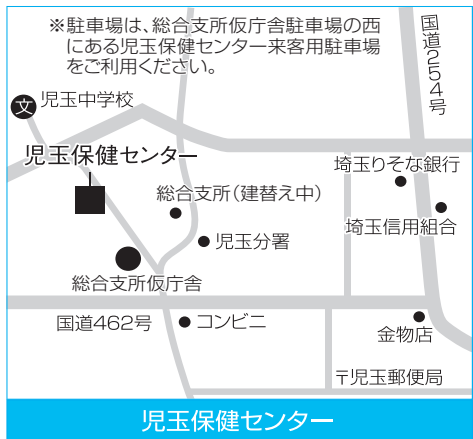 ※駐車場は、総合支所仮庁舎駐車場の西
にある児玉保健センター来客用駐車場
をご利用ください。
国道254号
文 児玉中学校
児玉保健センター
埼玉りそな銀行
総合支所（建替え中）
埼玉信用組合
児玉分署
総合支所仮庁舎
国道462号
コンビニ
金物店
〒児玉郵便局
児玉保健センター